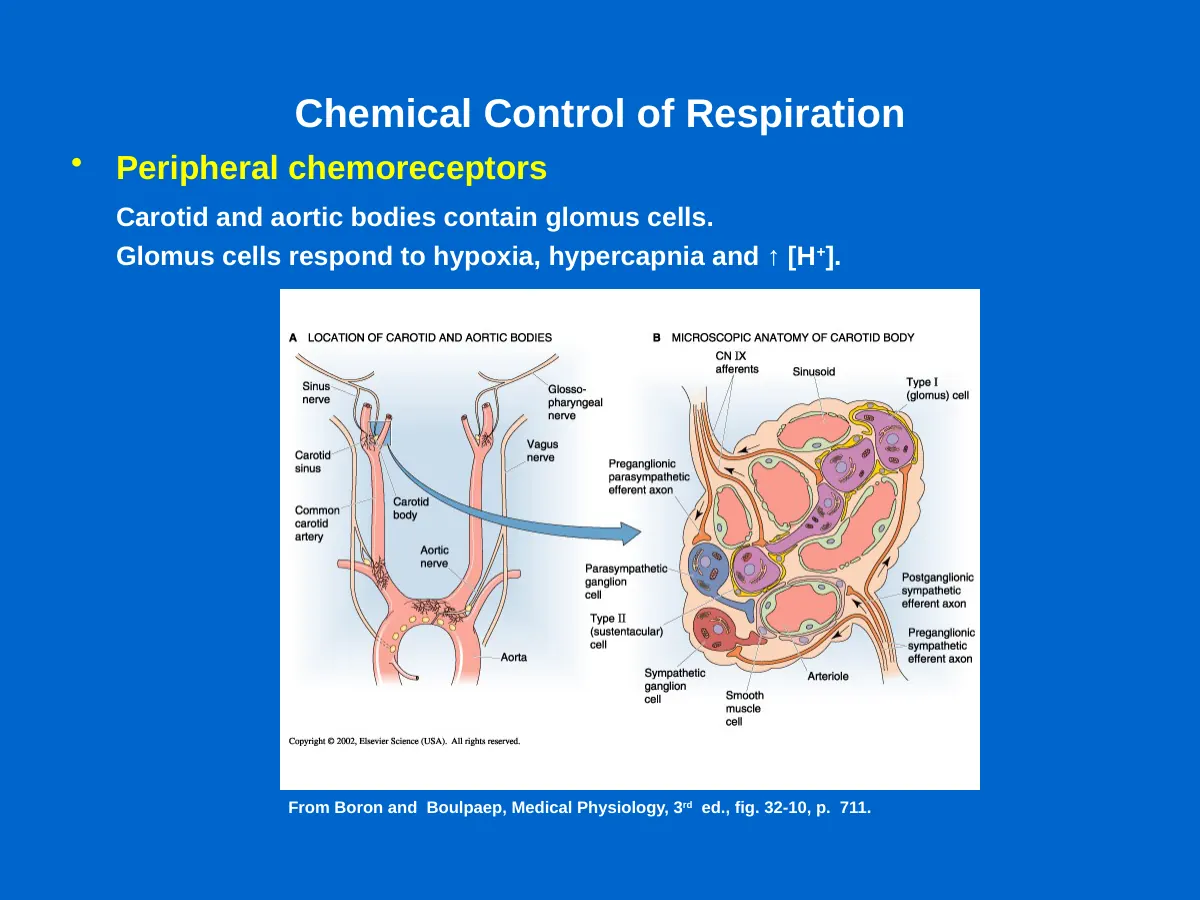 Chemical Control of Respiration
• Peripheral chemoreceptors
Carotid and aortic bodies contain glomus cells.
Glomus cells respond to hypoxia, hypercapnia and ↑ [H⁺].
A LOCATION OF CAROTID AND AORTIC BODIES
Sinus
nerve
Glosso-
pharyngeal
nerve
Carotid
sinus
Vagus
nerve
Common
carotid
artery
Carotid
body
Aortic
nerve
Aorta
B MICROSCOPIC ANATOMY OF CAROTID BODY
CN IX
afferents
Sinusoid
Type I
(glomus) cell
Preganglionic
parasympathetic
efferent axon
Parasympathetic
ganglion
cell
Type II
(sustentacular)
cell
Sympathetic
ganglion
cell
Smooth
muscle
cell
Arteriole
Postganglionic
sympathetic
efferent axon
Preganglionic
sympathetic
efferent axon
Copyright © 2002, Elsevier Science (USA). All rights reserved.
From Boron and Boulpaep, Medical Physiology, 3rd ed., fig. 32-10, p. 711.